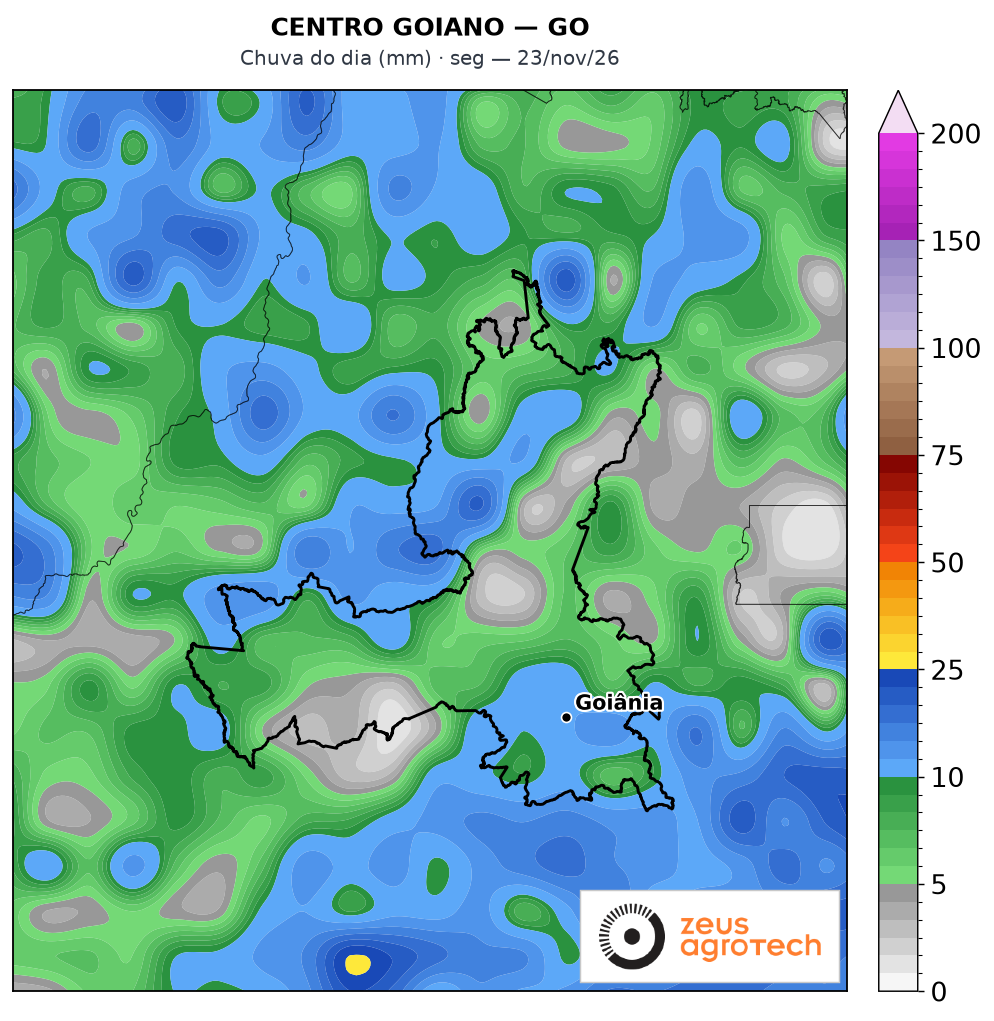 CENTRO GOIANO — GO
Chuva do dia (mm) · seg — 23/nov/26
200
150
100
75
50
25
10
5
0
Goiânia
zeus
agrotech